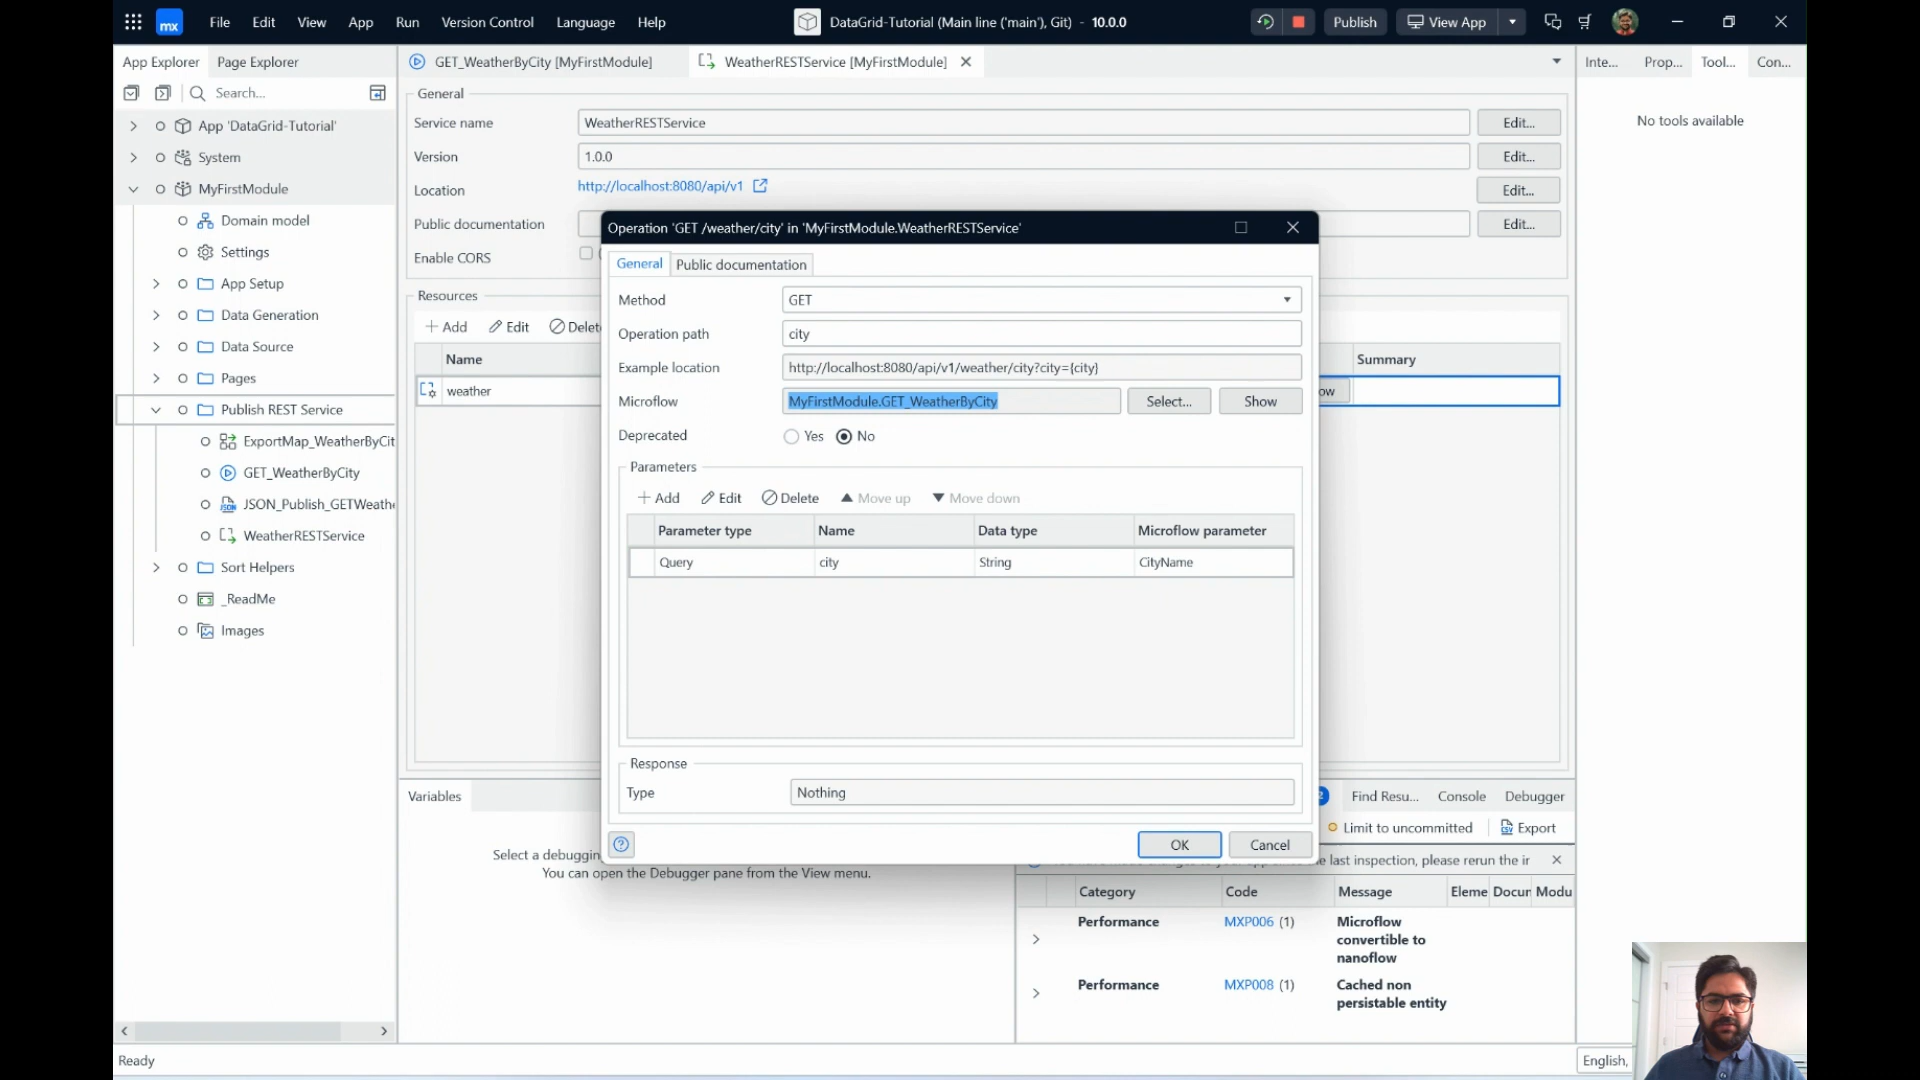 mx
File Edit View App Run Version Control Language Help
DataGrid-Tutorial (Main line ('main'), Git) - 10.0.0
Publish
View App
App Explorer
Page Explorer
GET_WeatherByCity [MyFirstModule]
WeatherRESTService [MyFirstModule]
Inte...
Prop...
Tool...
Con...
Search...
No tools available
App 'DataGrid-Tutorial'
System
MyFirstModule
Domain model
Settings
App Setup
Data Generation
Data Source
Pages
Publish REST Service
ExportMap_WeatherByCit
GET_WeatherByCity
JSON_Publish_GETWeathe
WeatherRESTService
Sort Helpers
_ReadMe
Images
General
Service name
WeatherRESTService
Edit...
Version
1.0.0
Edit...
Location
http://localhost:8080/api/v1
Edit...
Public documentation
Edit...
Enable CORS
Resources
Add
Edit
Delete
Name
weather
Summary
ow
Operation 'GET /weather/city' in 'MyFirstModule.WeatherRESTService'
General
Public documentation
Method
GET
Operation path
city
Example location
http://localhost:8080/api/v1/weather/city?city={city}
Microflow
MyFirstModule.GET_WeatherByCity
Select...
Show
Deprecated
Yes
No
Parameters
Add
Edit
Delete
Move up
Move down
Parameter type
Name
Data type
Microflow parameter
Query
city
String
CityName
Response
Type
Nothing
OK
Cancel
Variables
Select a debugging
You can open the Debugger pane from the View menu.
2
Find Resu...
Console
Debugger
Limit to uncommitted
Export
last inspection, please rerun the ir
Category
Code
Message
Eleme
Docur
Modu
Performance
MXP006 (1)
Microflow
convertible to
nanoflow
Performance
MXP008 (1)
Cached non
persistable entity
Ready
English,